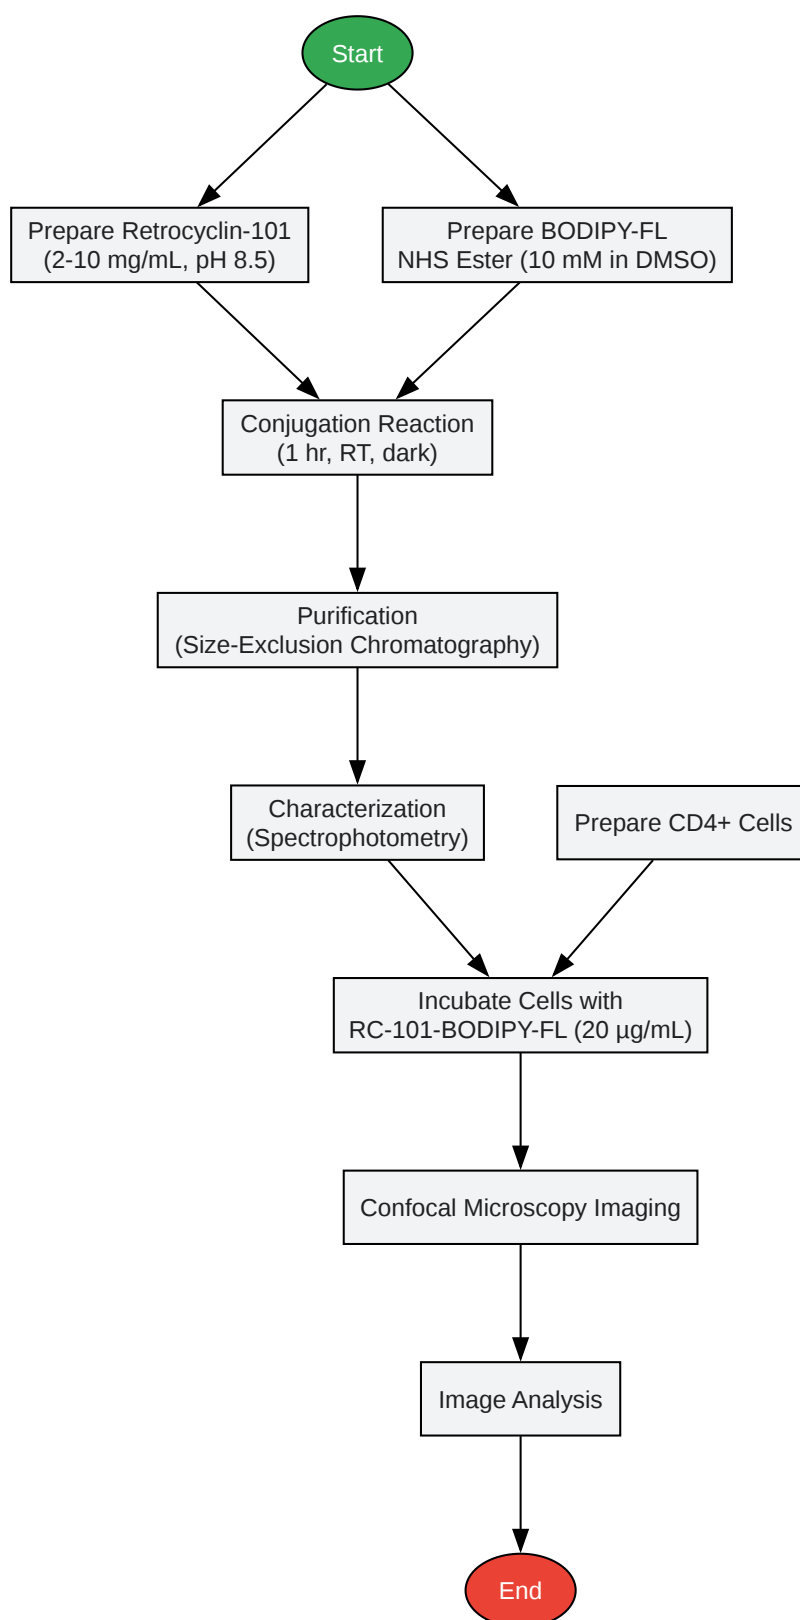 Start
Prepare Retrocyclin-101
(2-10 mg/mL, pH 8.5)
Prepare BODIPY-FL
NHS Ester (10 mM in DMSO)
Conjugation Reaction
(1 hr, RT, dark)
Purification
(Size-Exclusion Chromatography)
Characterization
(Spectrophotometry)
Prepare CD4+ Cells
Incubate Cells with
RC-101-BODIPY-FL (20 µg/mL)
Confocal Microscopy Imaging
Image Analysis
End